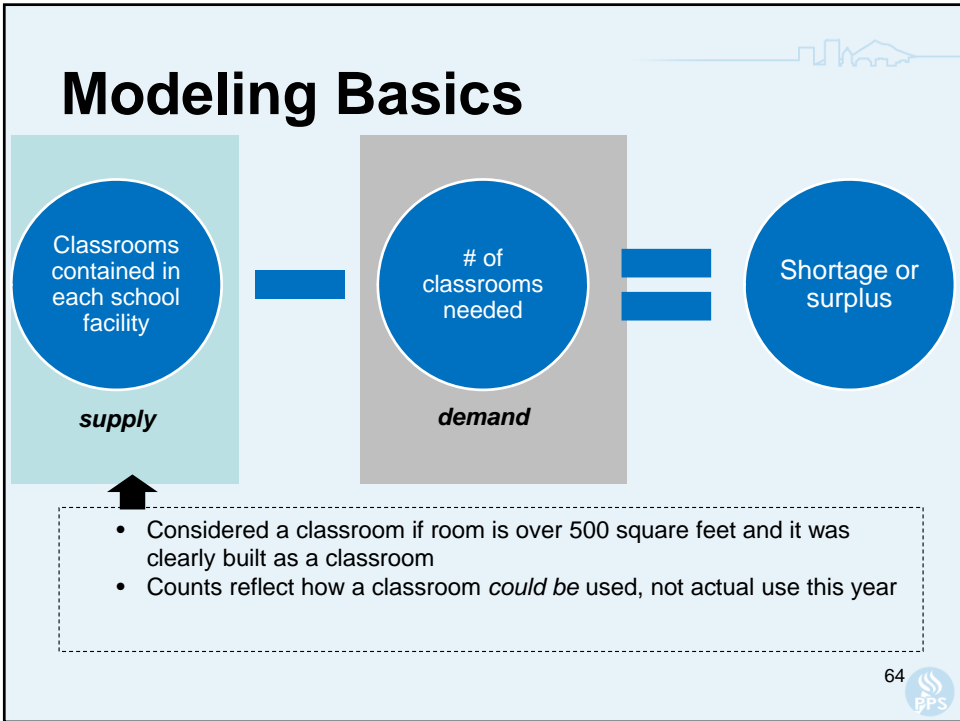 Modeling Basics
Classrooms
contained in
each school
facility
supply
# of
classrooms
needed
demand
Shortage or
surplus
• Considered a classroom if room is over 500 square feet and it was
clearly built as a classroom
• Counts reflect how a classroom could be used, not actual use this year
64
PPS